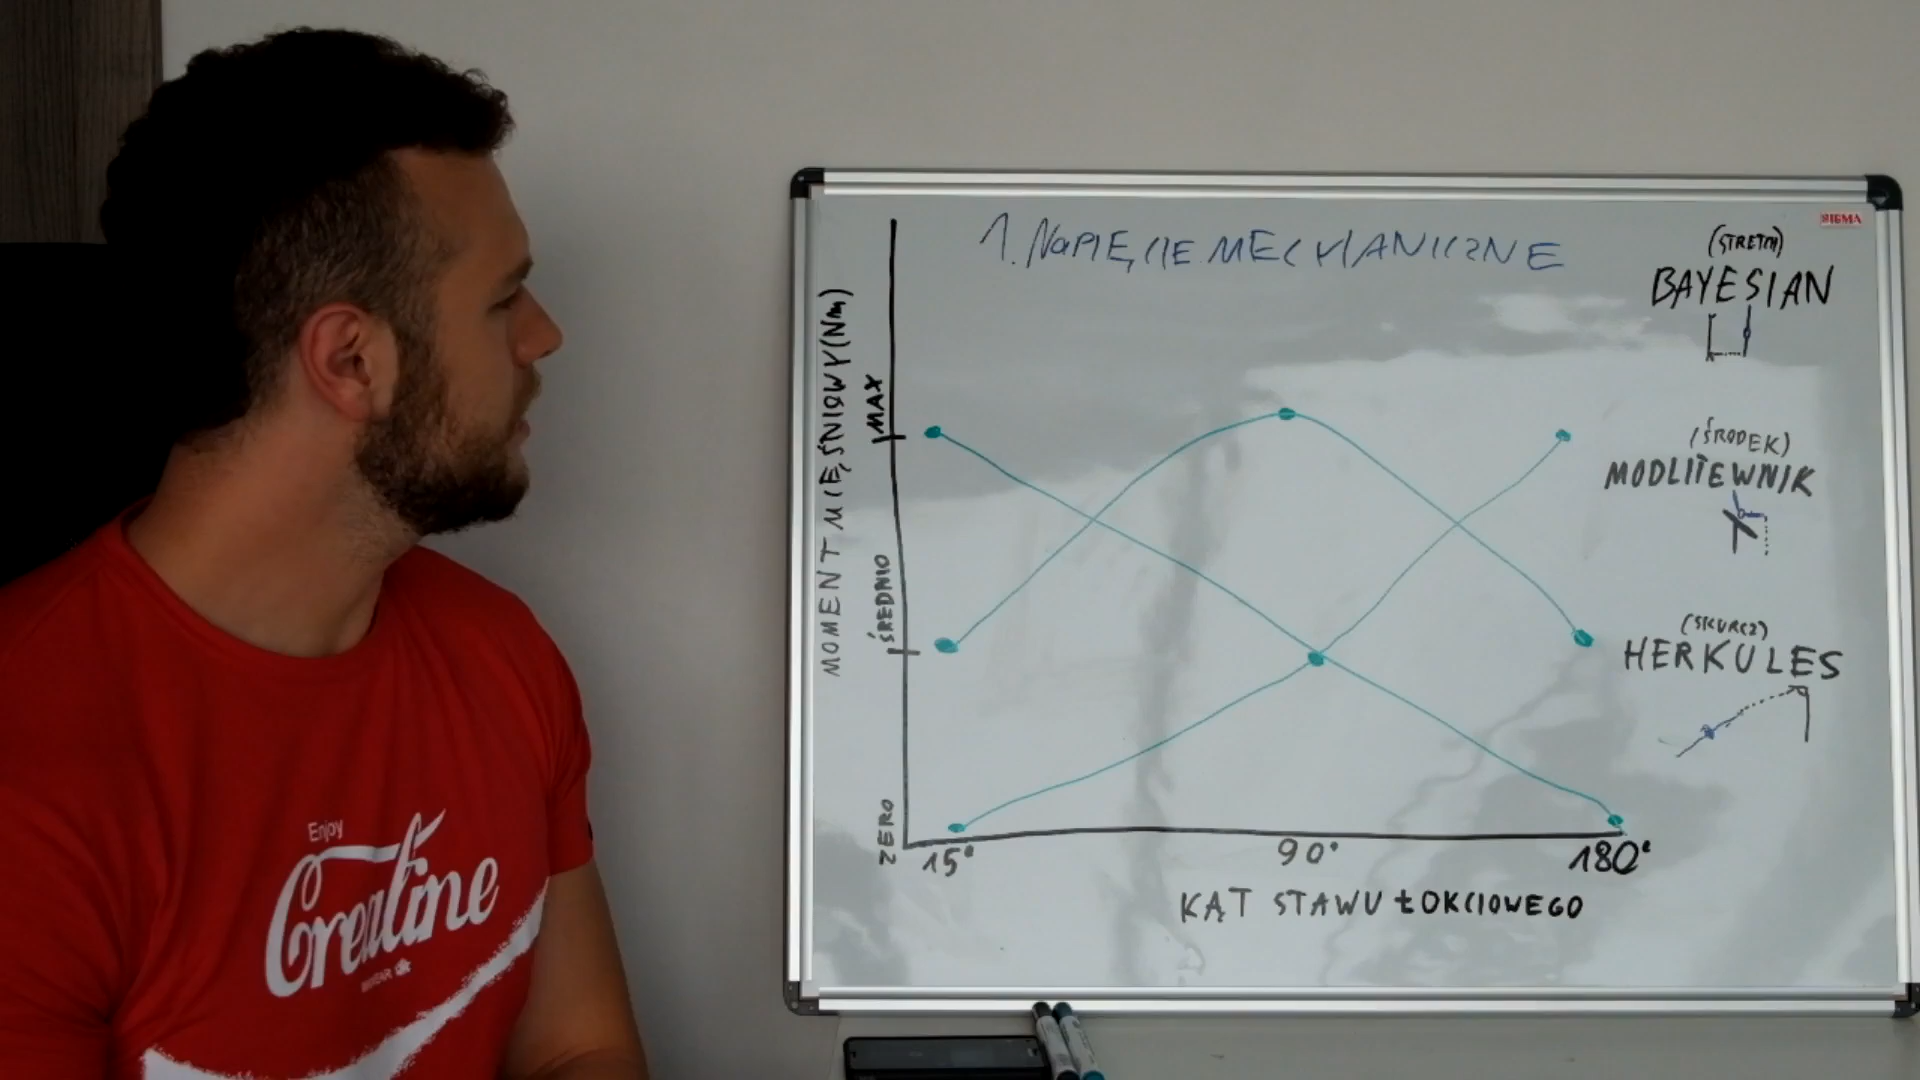 1. NAPIĘCIE MECHANICZNE
SIGMA
(STRETCH)
BAYESIAN
(ŚRODEK)
MODLITEWNIK
(SKURCZ)
HERKULES
MOMENT MIĘŚNIOWY (Nm)
MAX
ŚREDNIO
ZERO
15°
90°
180°
KĄT STAWU ŁOKCIOWEGO
Enjoy
Creatine